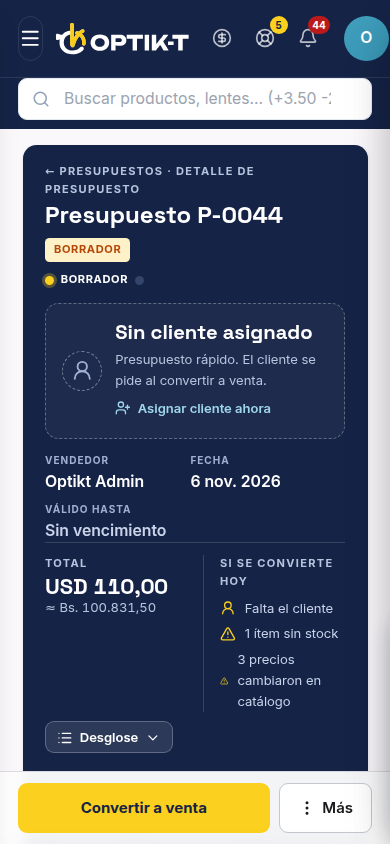 OPTIK-T
5
44
O
Buscar productos, lentes... (+3.50 -2
← PRESUPUESTOS · DETALLE DE
PRESUPUESTO
Presupuesto P-0044
BORRADOR
BORRADOR
Sin cliente asignado
Presupuesto rápido. El cliente se
pide al convertir a venta.
Asignar cliente ahora
VENDEDOR
FECHA
Optikt Admin
6 nov. 2026
VÁLIDO HASTA
Sin vencimiento
TOTAL
USD 110,00
≈ Bs. 100.831,50
SI SE CONVIERTE
HOY
Falta el cliente
1 ítem sin stock
3 precios
cambiaron en
catálogo
Desglose
Convertir a venta
Más